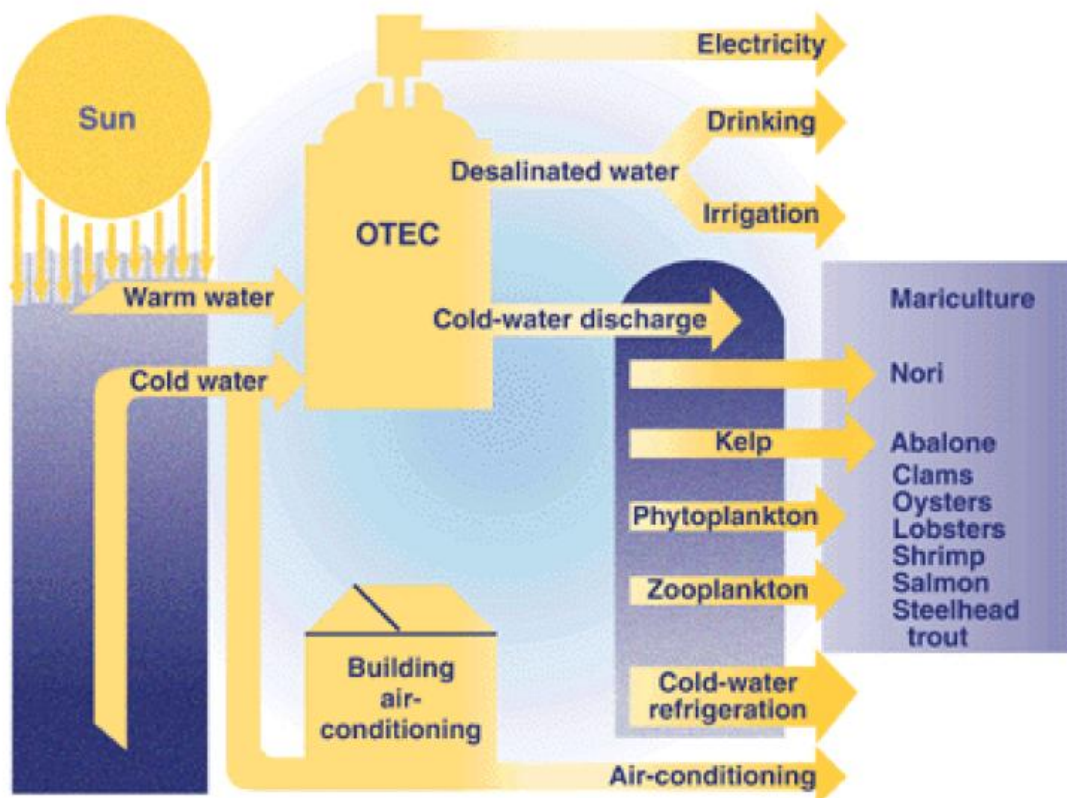 Sun
Electricity
Drinking
Desalinated water
Irrigation
OTEC
Warm water
Cold-water discharge
Cold water
Mariculture
Nori
Kelp
Abalone
Clams
Oysters
Lobsters
Shrimp
Salmon
Steelhead
trout
Phytoplankton
Zooplankton
Cold-water
refrigeration
Building
air-
conditioning
Air-conditioning